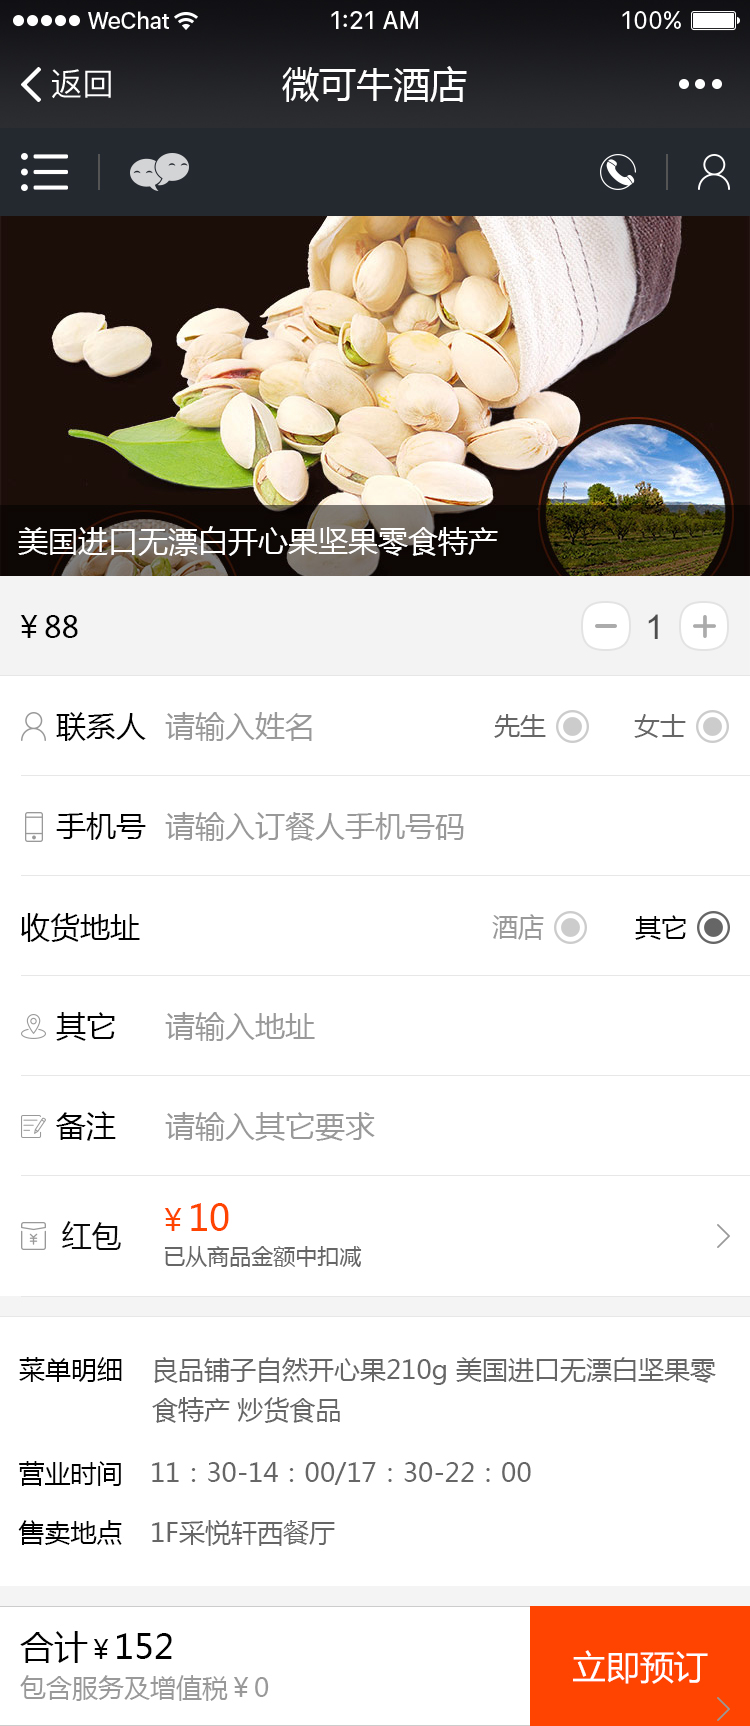 WeChat 1:21 AM 100%
返回 微可牛酒店
美国进口无漂白开心果坚果零食特产
¥88 1
联系人 请输入姓名 先生 女士
手机号 请输入订餐人手机号码
收货地址 酒店 其它
其它 请输入地址
备注 请输入其它要求
红包 ¥10
已从商品金额中扣减
菜单明细 良品铺子自然开心果210g 美国进口无漂白坚果零
食特产 炒货食品
营业时间 11：30-14：00/17：30-22：00
售卖地点 1F采悦轩西餐厅
合计¥152 立即预订
包含服务及增值税¥0